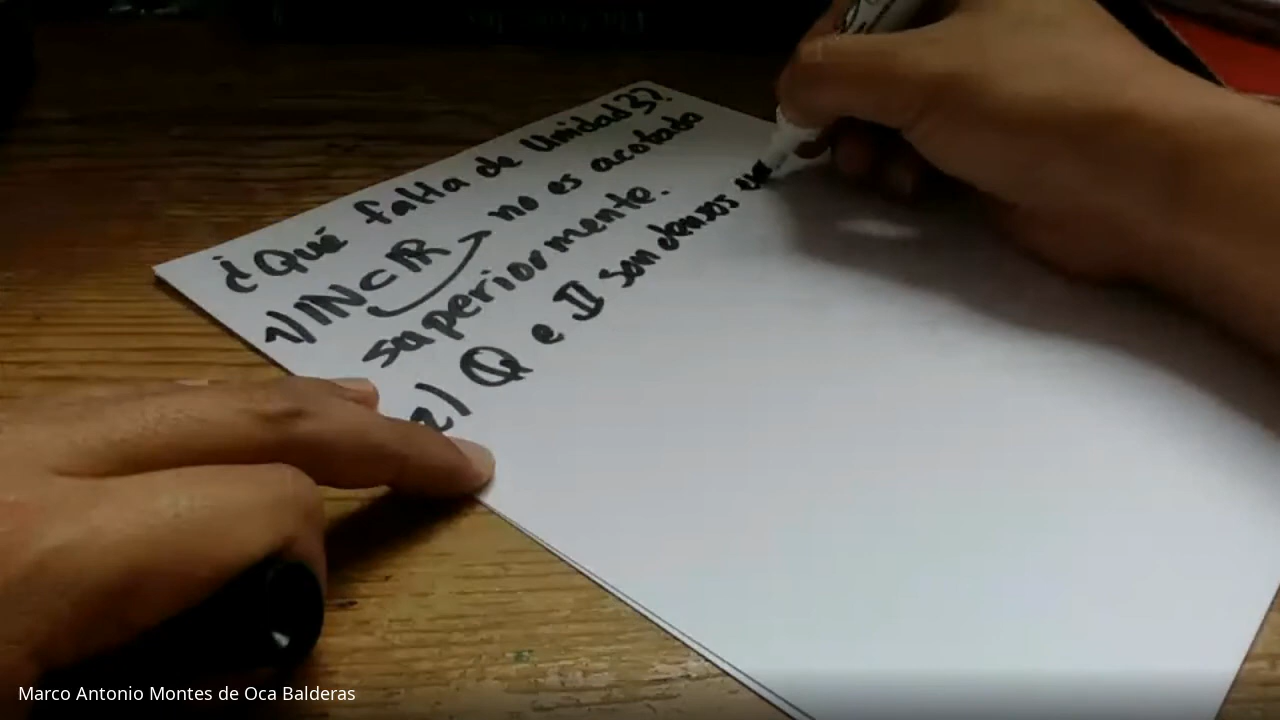 ¿Qué falta de Unidad 3?
1) ℕ ⊂ ℝ → no es acotado
superiormente.
2) ℚ e 𝕀 son densos en
Marco Antonio Montes de Oca Balderas